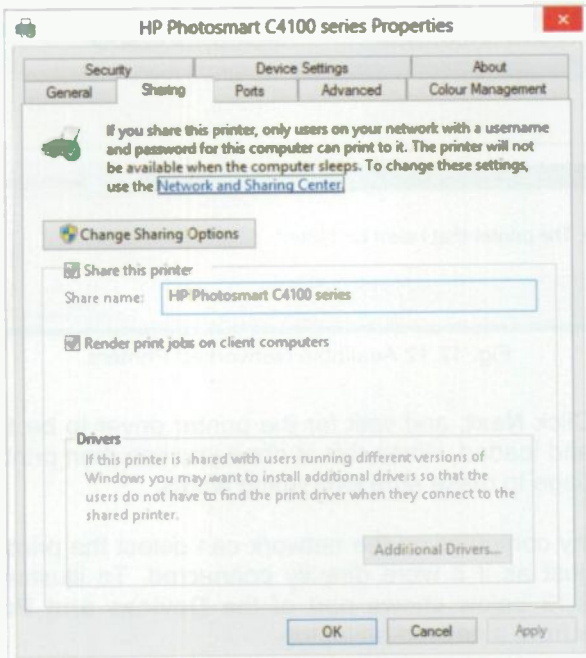 HP Photosmart C4100 series Properties
Security Device Settings About
General Sharing Ports Advanced Colour Management
If you share this printer, only users on your network with a username
and password for this computer can print to it. The printer will not
be available when the computer sleeps. To change these settings,
use the Network and Sharing Center.
Change Sharing Options
Share this printer
Share name: HP Photosmart C4100 series
Render print jobs on client computers
Drivers
If this printer is shared with users running different versions of
Windows you may want to install additional drivers so that the
users do not have to find the print driver when they connect to the
shared printer.
Additional Drivers...
OK Cancel Apply